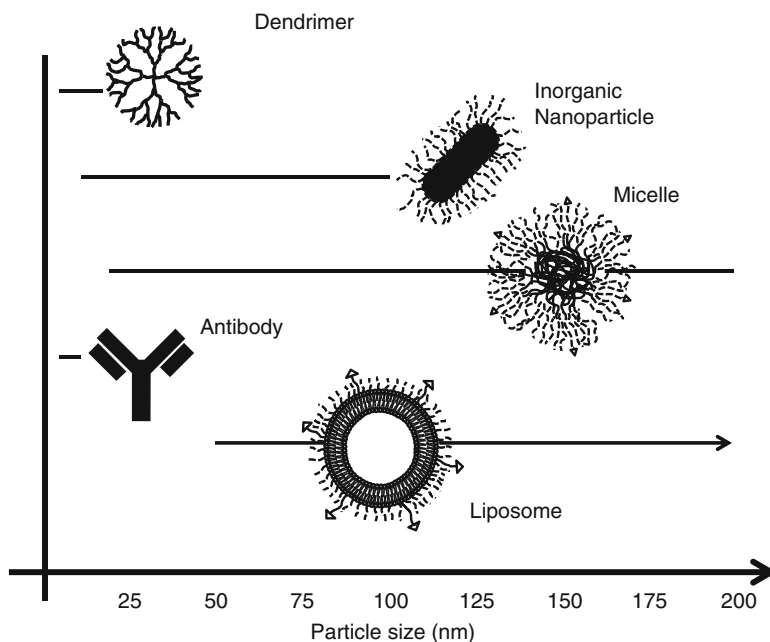 Dendrimer
Inorganic
Nanoparticle
Micelle
Antibody
Liposome
25 50 75 100 125 150 175 200
Particle size (nm)